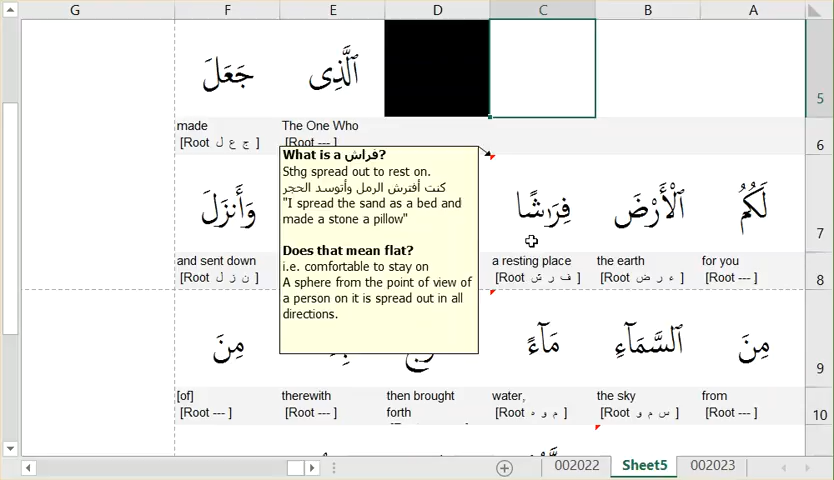 G F E D C B A
ٱلَّذِى جَعَلَ
5
The One Who made
[Root ---] [Root ج ع ل ]
6
What is a فراش?
Sthg spread out to rest on.
كنت أفترش الرمل وأتوسد الحجر
"I spread the sand as a bed and
made a stone a pillow"
Does that mean flat?
i.e. comfortable to stay on
A sphere from the point of view of
a person on it is spread out in all
directions.
لَكُمُ ٱلْأَرْضَ فِرَٰشًا وَأَنزَلَ
7
for you the earth a resting place and sent down
[Root ---] [Root ء ر ض ] [Root ف ر ش ] [Root ن ز ل ]
8
مِنَ ٱلسَّمَآءِ مَآءً مِنَ
9
from the sky water, then brought forth therewith [of]
[Root ---] [Root س م و ] [Root م و ه ] [Root ---] [Root ---]
10
002022 Sheet5 002023